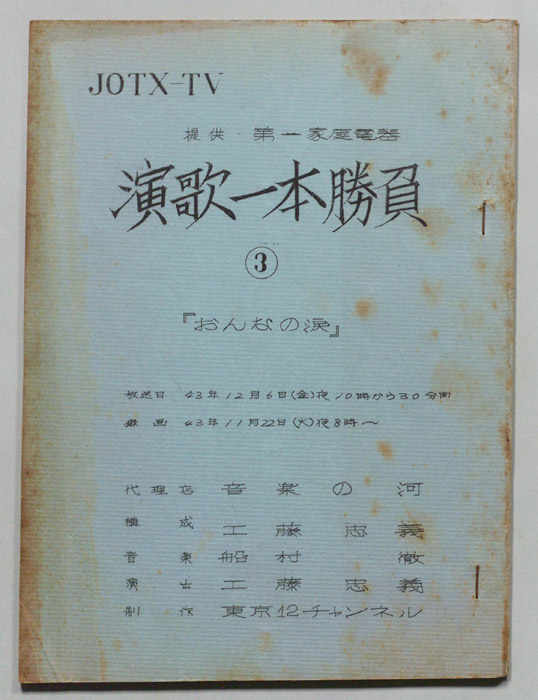 JOTX-TV
提供・第一家庭電器
演歌一本勝負
③
『おんなの涙』
放送日 43年12月6日(金)夜10時から30分間
録画 43年11月22日(火)夜8時〜
代理店 音楽の河
構成 工藤忠義
音楽 船村徹
演出 工藤忠義
制作 東京12チャンネル